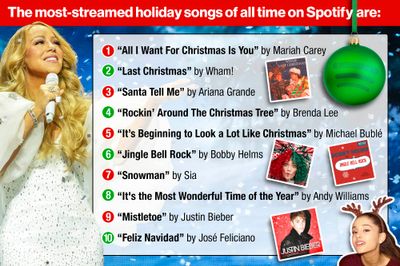 The most-streamed holiday songs of all time on Spotify are:
1 “All I Want For Christmas Is You” by Mariah Carey
2 “Last Christmas” by Wham!
3 “Santa Tell Me” by Ariana Grande
4 “Rockin’ Around The Christmas Tree” by Brenda Lee
5 “It’s Beginning to Look a Lot Like Christmas” by Michael Bublé
6 “Jingle Bell Rock” by Bobby Helms
7 “Snowman” by Sia
8 “It's the Most Wonderful Time of the Year” by Andy Williams
9 “Mistletoe” by Justin Bieber
10 “Feliz Navidad” by José Feliciano
JINGLE BELL ROCK
JUSTIN BIEBER